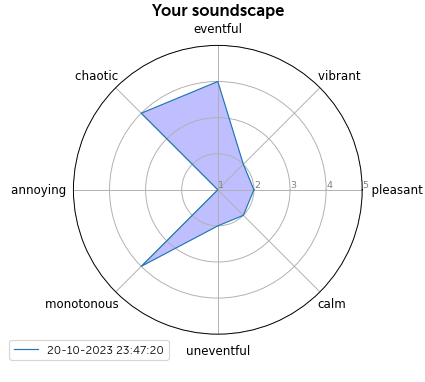 Your soundscape
eventful
chaotic
vibrant
annoying
1
2
3
4
5
pleasant
monotonous
calm
uneventful
20-10-2023 23:47:20